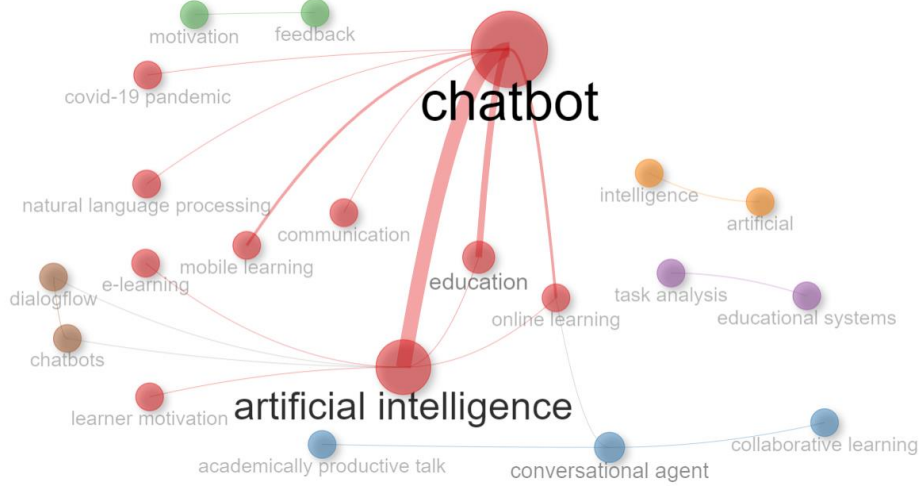 motivation
feedback
covid-19 pandemic
chatbot
natural language processing
intelligence
artificial
communication
mobile learning
e-learning
education
dialogflow
online learning
task analysis
educational systems
chatbots
learner motivation
artificial intelligence
academically productive talk
conversational agent
collaborative learning